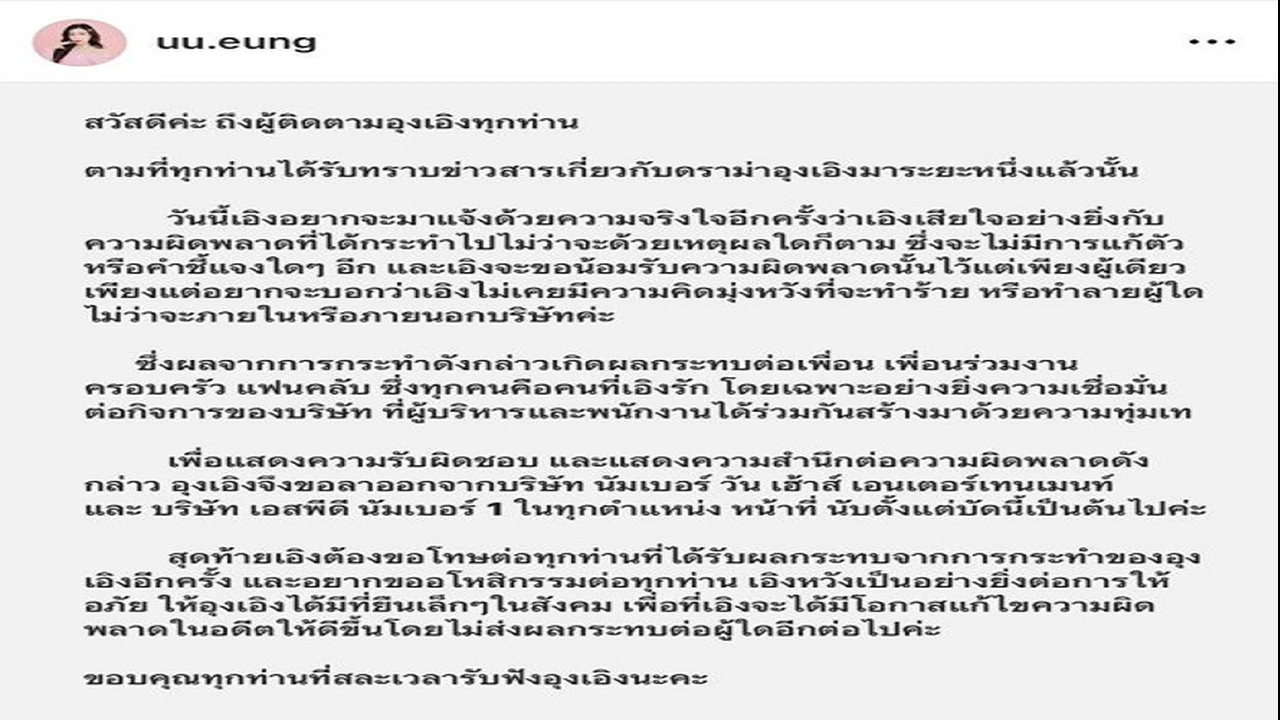 uu.eung
สวัสดีค่ะ ถึงผู้ติดตามอุงเอิงทุกท่าน
ตามที่ทุกท่านได้รับทราบข่าวสารเกี่ยวกับดราม่าอุงเอิงมาระยะหนึ่งแล้วนั้น
วันนี้เอิงอยากจะมาแจ้งด้วยความจริงใจอีกครั้งว่าเอิงเสียใจอย่างยิ่งกับ
ความผิดพลาดที่ได้กระทำไปไม่ว่าจะด้วยเหตุผลใดก็ตาม ซึ่งจะไม่มีการแก้ตัว
หรือคำชี้แจงใดๆ อีก และเอิงจะขอน้อมรับความผิดพลาดนั้นไว้แต่เพียงผู้เดียว
เพียงแต่อยากจะบอกว่าเอิงไม่เคยมีความคิดมุ่งหวังที่จะทำร้าย หรือทำลายผู้ใด
ไม่ว่าจะภายในหรือภายนอกบริษัทค่ะ
ซึ่งผลจากการกระทำดังกล่าวเกิดผลกระทบต่อเพื่อน เพื่อนร่วมงาน
ครอบครัว แฟนคลับ ซึ่งทุกคนคือคนที่เอิงรัก โดยเฉพาะอย่างยิ่งความเชื่อมั่น
ต่อกิจการของบริษัท ที่ผู้บริหารและพนักงานได้ร่วมกันสร้างมาด้วยความทุ่มเท
เพื่อแสดงความรับผิดชอบ และแสดงความสำนึกต่อความผิดพลาดดัง
กล่าว อุงเอิงจึงขอลาออกจากบริษัท นัมเบอร์ วัน เฮ้าส์ เอนเตอร์เทนเมนท์
และ บริษัท เอสพีดี นัมเบอร์ 1 ในทุกตำแหน่ง หน้าที่ นับตั้งแต่บัดนี้เป็นต้นไปค่ะ
สุดท้ายเอิงต้องขอโทษต่อทุกท่านที่ได้รับผลกระทบจากการกระทำของอุง
เอิงอีกครั้ง และอยากขออโหสิกรรมต่อทุกท่าน เอิงหวังเป็นอย่างยิ่งต่อการให้
อภัย ให้อุงเอิงได้มีที่ยืนเล็กๆในสังคม เพื่อที่เอิงจะได้มีโอกาสแก้ไขความผิด
พลาดในอดีตให้ดีขึ้นโดยไม่ส่งผลกระทบต่อผู้ใดอีกต่อไปค่ะ
ขอบคุณทุกท่านที่สละเวลารับฟังอุงเอิงนะคะ